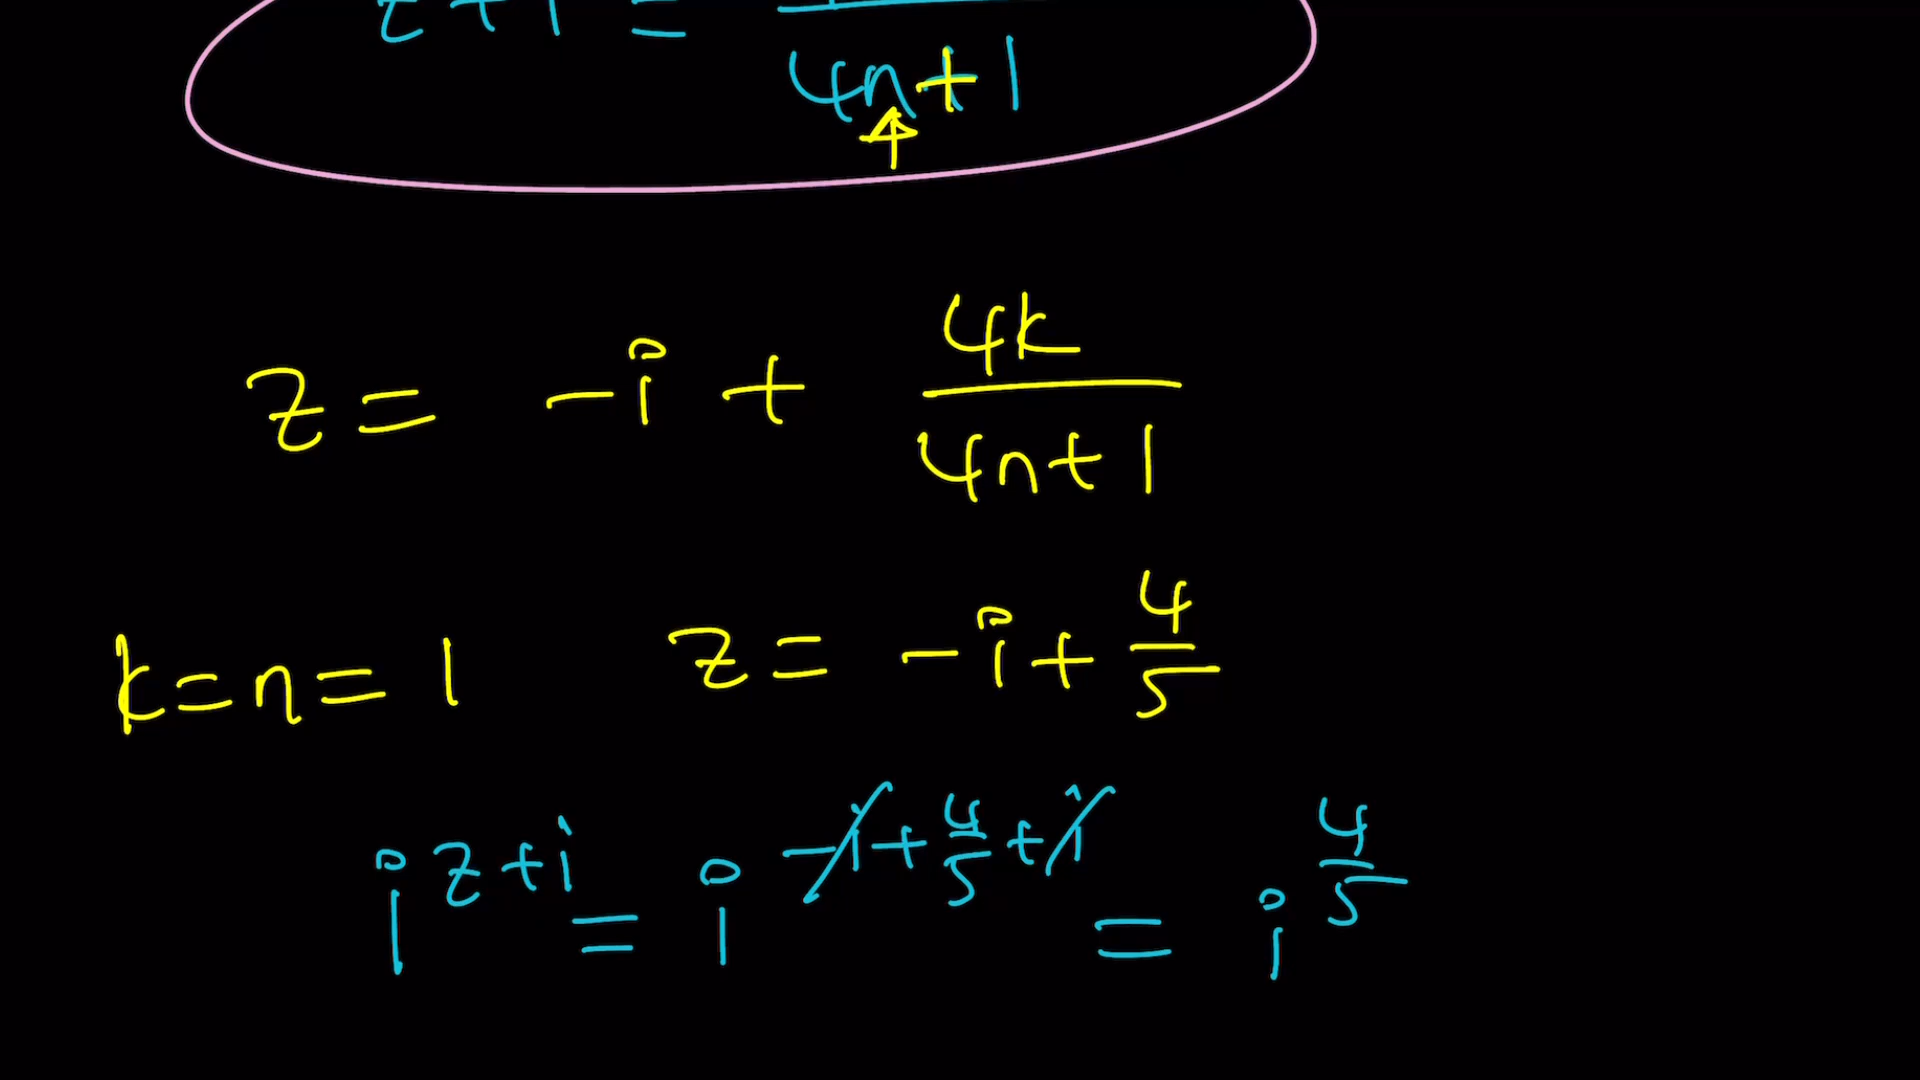 z+i =
4n+1
z = -i + 4k/(4n+1)
k=n=1 z = -i + 4/5
i^(z+i) = i^(-i+4/5+i) = i^(4/5)